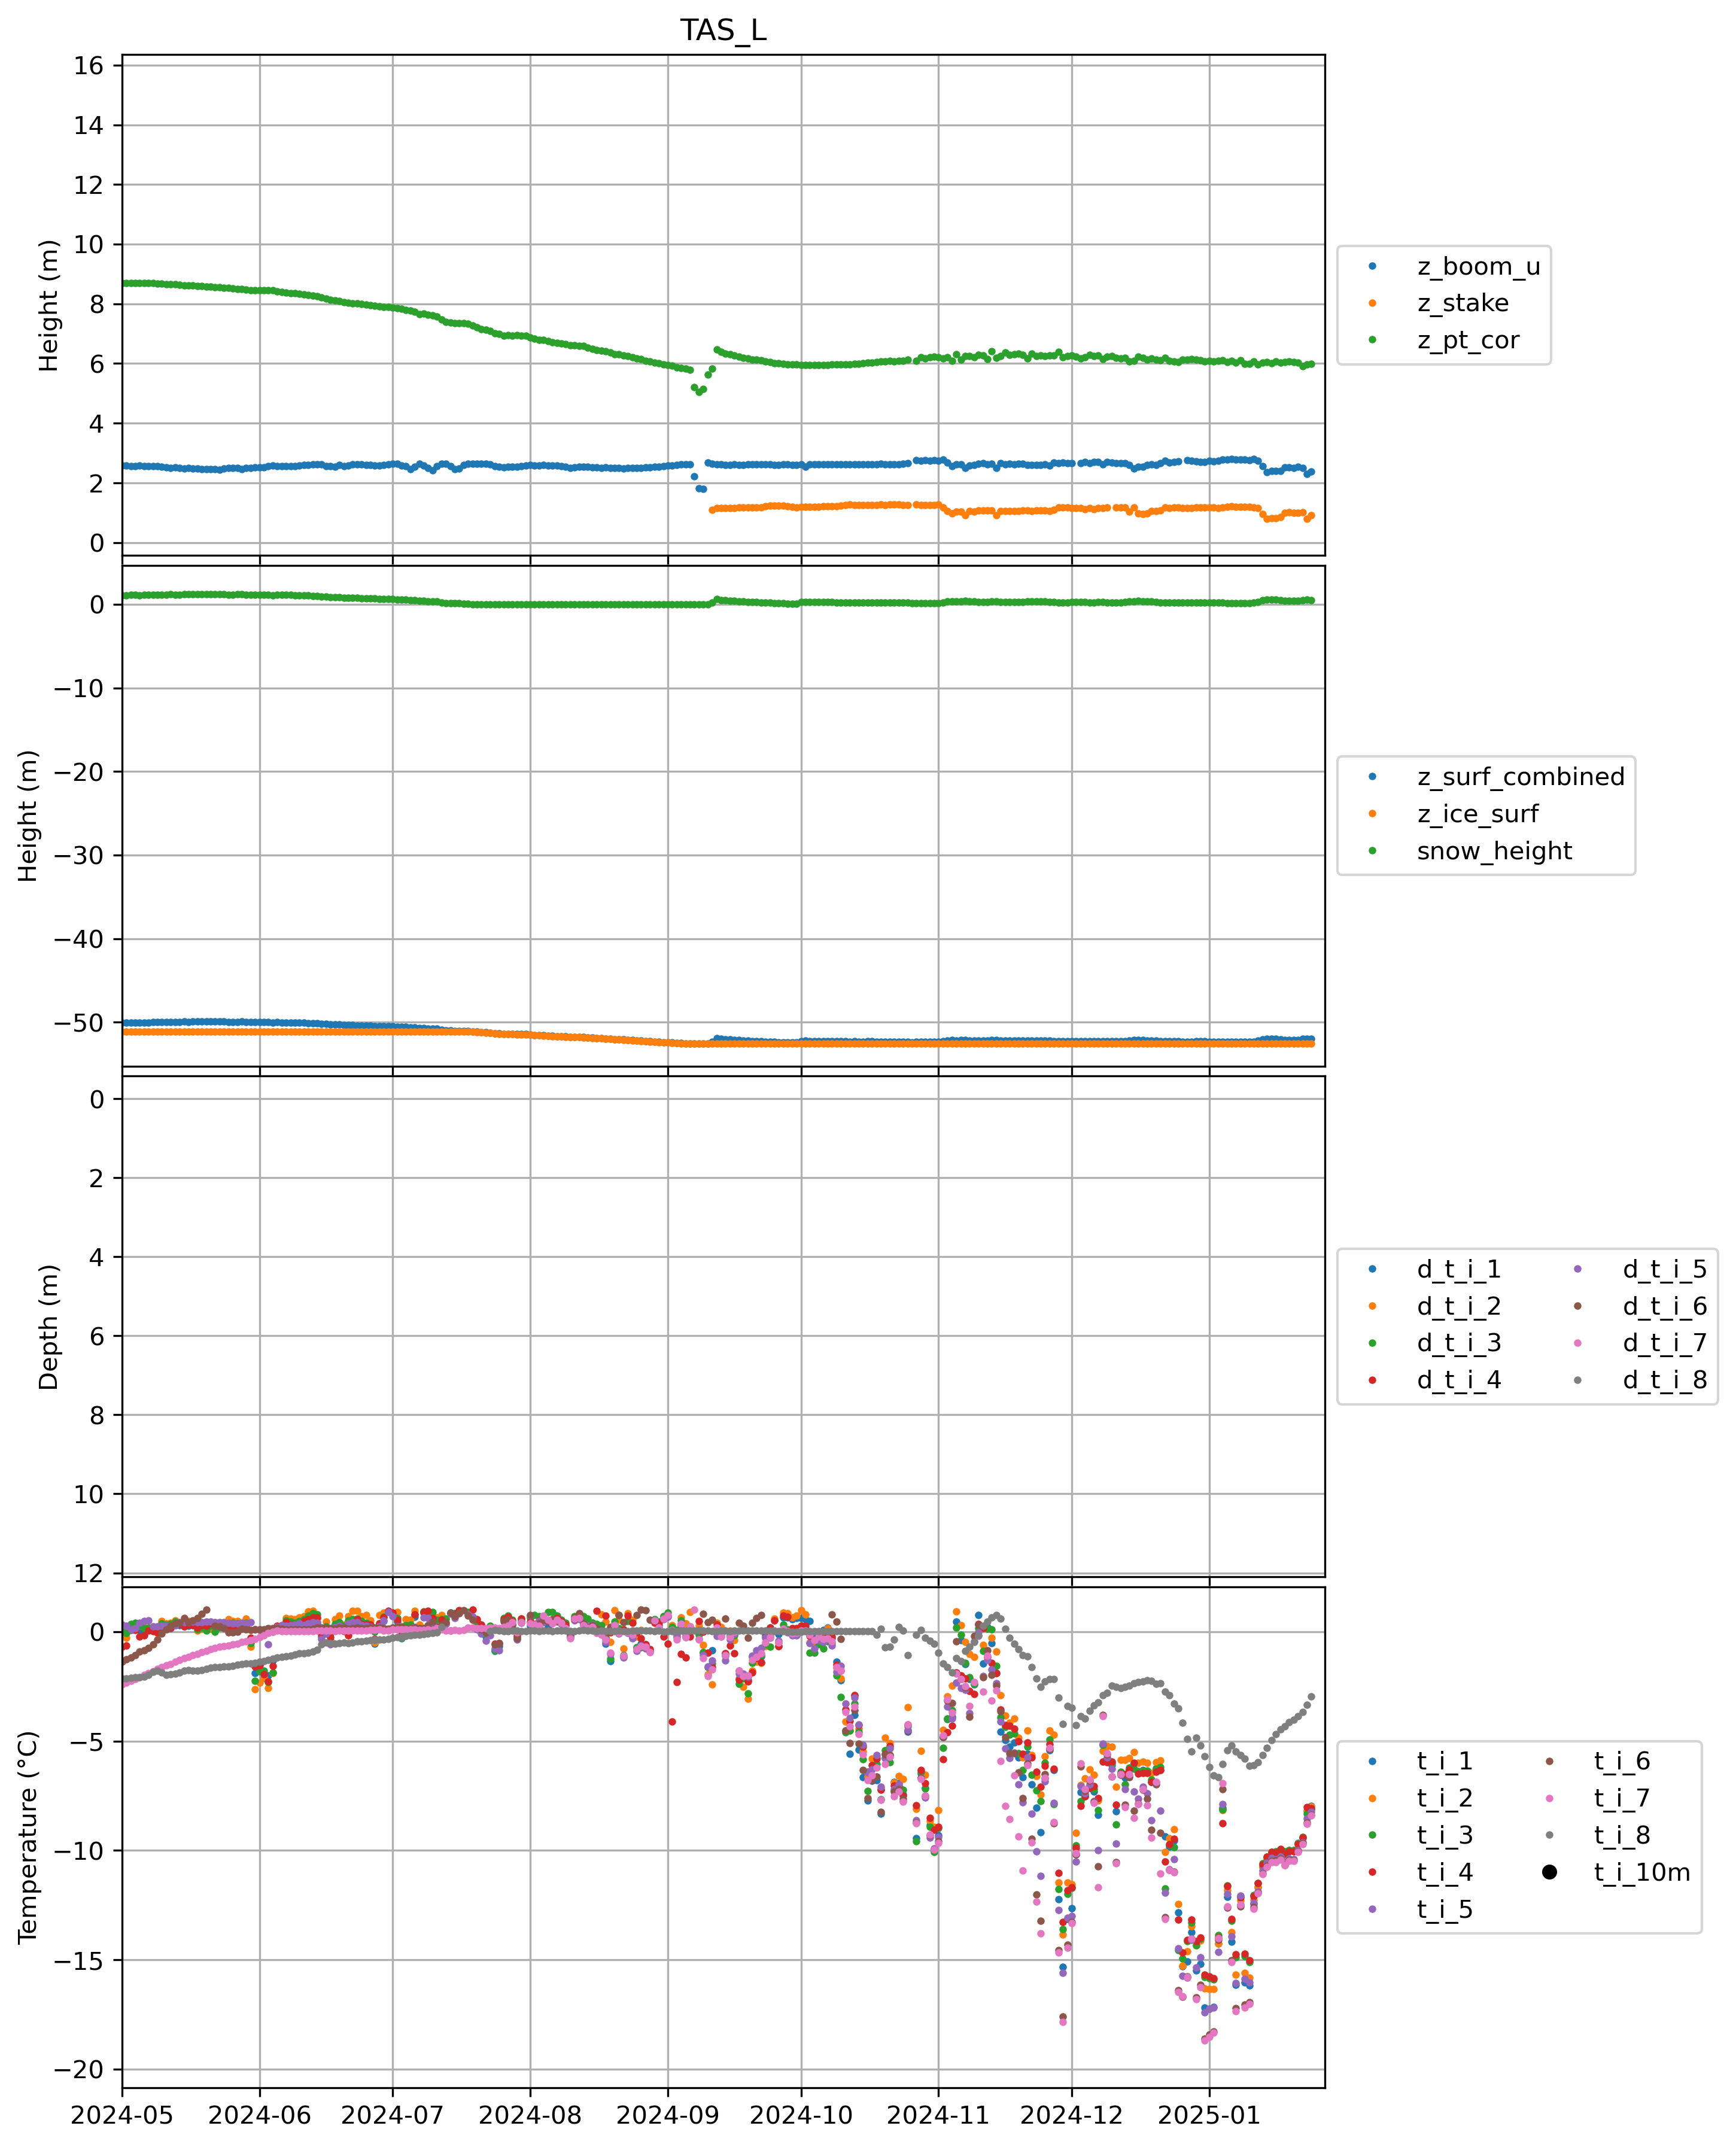 TAS_L
16
14
12
10
8
6
4
2
0
Height (m)
z_boom_u
z_stake
z_pt_cor
0
−10
−20
−30
−40
−50
Height (m)
z_surf_combined
z_ice_surf
snow_height
0
2
4
6
8
10
12
Depth (m)
d_t_i_1 d_t_i_5
d_t_i_2 d_t_i_6
d_t_i_3 d_t_i_7
d_t_i_4 d_t_i_8
0
−5
−10
−15
−20
Temperature (°C)
t_i_1 t_i_6
t_i_2 t_i_7
t_i_3 t_i_8
t_i_4 t_i_10m
t_i_5
2024-05 2024-06 2024-07 2024-08 2024-09 2024-10 2024-11 2024-12 2025-01